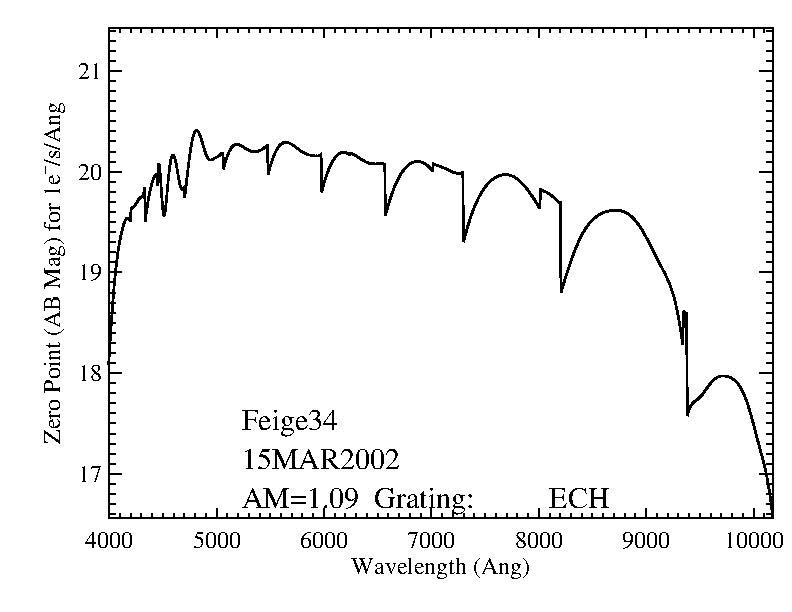 21
20
19
18
17
Zero Point (AB Mag) for 1e⁻/s/Ang
Feige34
15MAR2002
AM=1.09 Grating: ECH
4000 5000 6000 7000 8000 9000 10000
Wavelength (Ang)